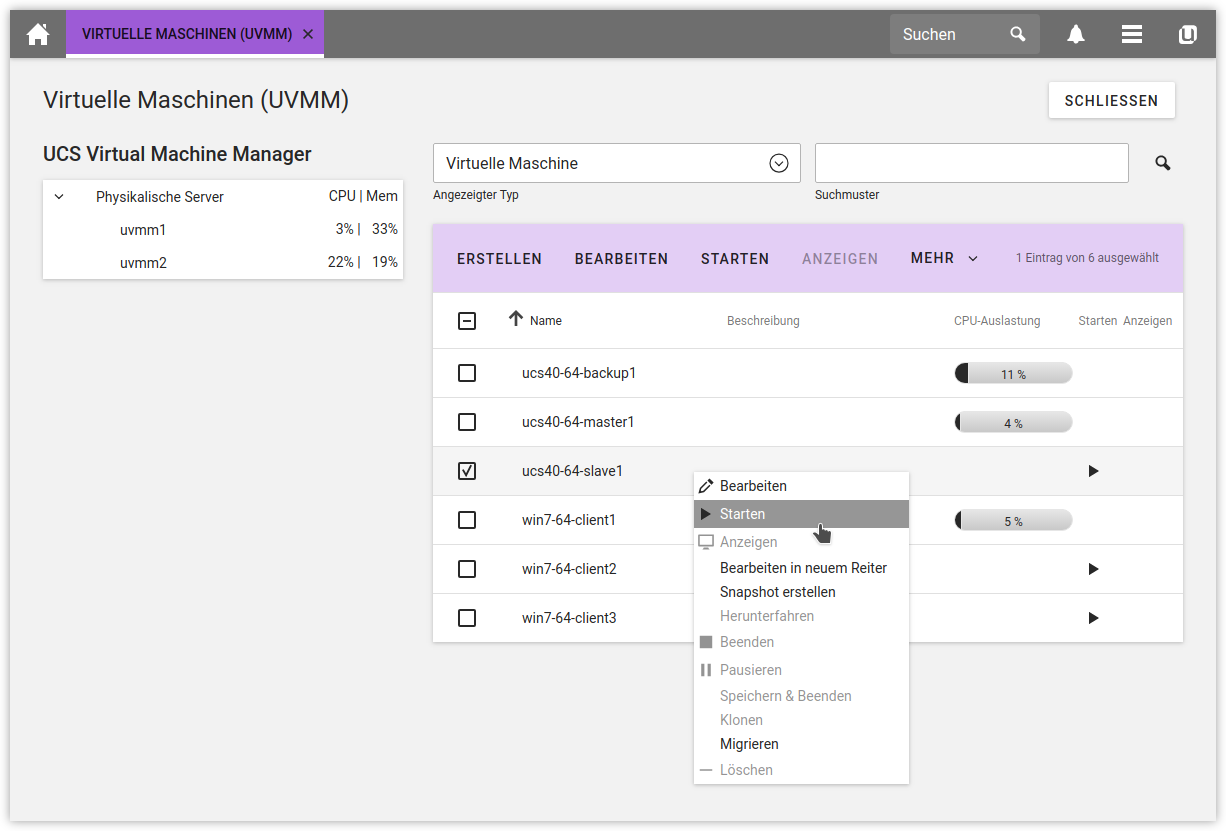 VIRTUELLE MASCHINEN (UVMM)
Suchen
Virtuelle Maschinen (UVMM)
SCHLIESSEN
UCS Virtual Machine Manager
Physikalische Server CPU | Mem
uvmm1 3% | 33%
uvmm2 22% | 19%
Virtuelle Maschine
Angezeigter Typ
Suchmuster
ERSTELLEN BEARBEITEN STARTEN ANZEIGEN MEHR 1 Eintrag von 6 ausgewählt
Name Beschreibung CPU-Auslastung Starten Anzeigen
ucs40-64-backup1 11 %
ucs40-64-master1 4 %
ucs40-64-slave1
win7-64-client1 5 %
win7-64-client2
win7-64-client3
Bearbeiten
Starten
Anzeigen
Bearbeiten in neuem Reiter
Snapshot erstellen
Herunterfahren
Beenden
Pausieren
Speichern & Beenden
Klonen
Migrieren
Löschen